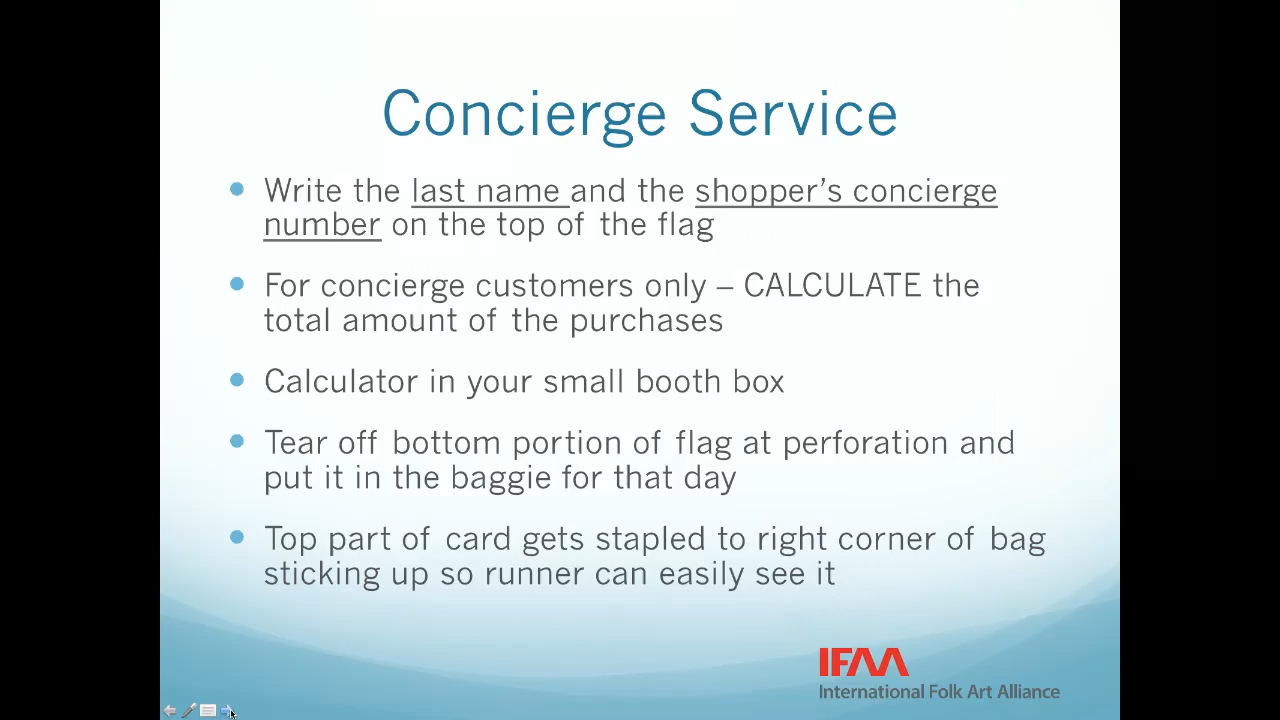 Concierge Service
Write the last name and the shopper’s concierge
number on the top of the flag
For concierge customers only – CALCULATE the
total amount of the purchases
Calculator in your small booth box
Tear off bottom portion of flag at perforation and
put it in the baggie for that day
Top part of card gets stapled to right corner of bag
sticking up so runner can easily see it
IFAA
International Folk Art Alliance